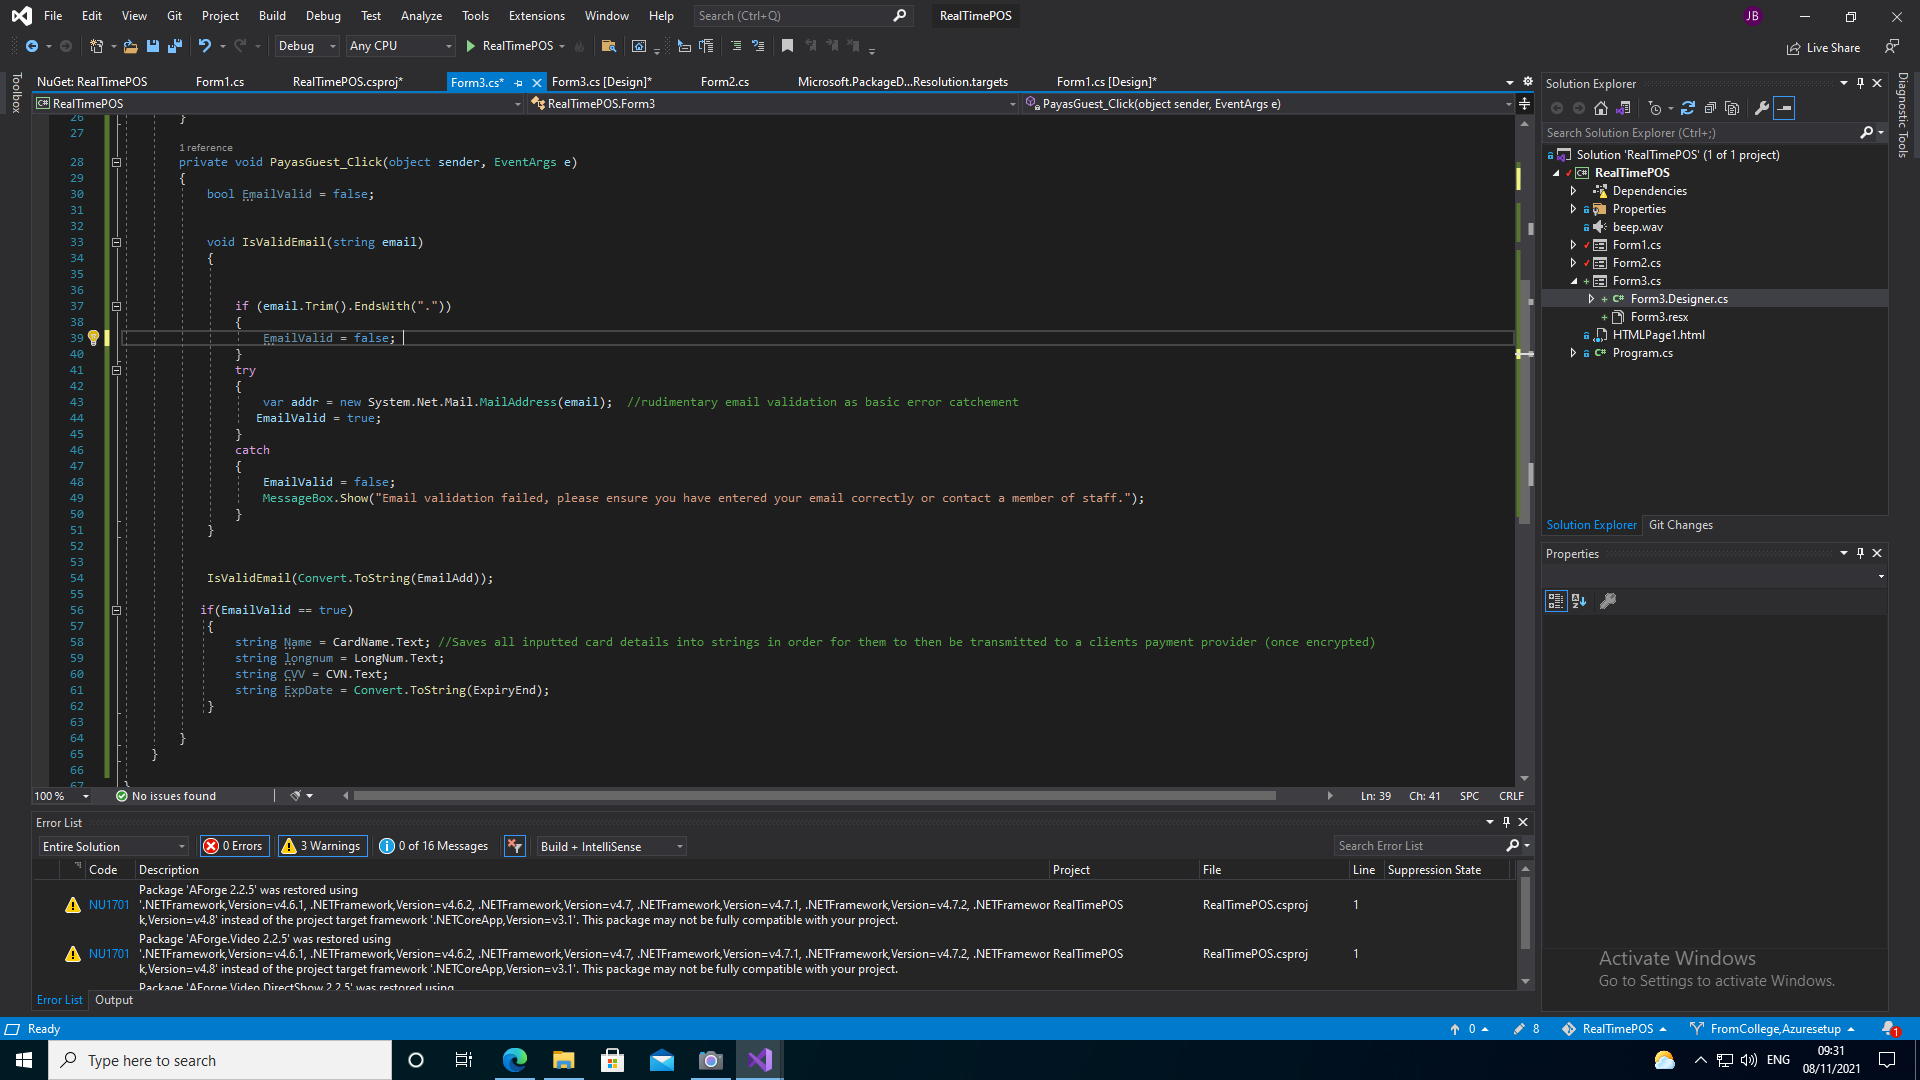 File Edit View Git Project Build Debug Test Analyze Tools Extensions Window Help Search (Ctrl+Q) RealTimePOS JB
Debug Any CPU RealTimePOS Live Share
Toolbox
NuGet: RealTimePOS Form1.cs RealTimePOS.csproj* Form3.cs* Form3.cs [Design]* Form2.cs Microsoft.PackageD...Resolution.targets Form1.cs [Design]*
RealTimePOS RealTimePOS.Form3 PayasGuest_Click(object sender, EventArgs e)
26 }
27
1 reference
28 private void PayasGuest_Click(object sender, EventArgs e)
29 {
30 bool EmailValid = false;
31
32
33 void IsValidEmail(string email)
34 {
35
36
37 if (email.Trim().EndsWith("."))
38 {
39 EmailValid = false;
40 }
41 try
42 {
43 var addr = new System.Net.Mail.MailAddress(email); //rudimentary email validation as basic error catchement
44 EmailValid = true;
45 }
46 catch
47 {
48 EmailValid = false;
49 MessageBox.Show("Email validation failed, please ensure you have entered your email correctly or contact a member of staff.");
50 }
51 }
52
53
54 IsValidEmail(Convert.ToString(EmailAdd));
55
56 if(EmailValid == true)
57 {
58 string Name = CardName.Text; //Saves all inputted card details into strings in order for them to then be transmitted to a clients payment provider (once encrypted)
59 string longnum = LongNum.Text;
60 string CVV = CVN.Text;
61 string ExpDate = Convert.ToString(ExpiryEnd);
62 }
63
64 }
65 }
66
67 }
100 % No issues found Ln: 39 Ch: 41 SPC CRLF
Error List
Entire Solution 0 Errors 3 Warnings 0 of 16 Messages Build + IntelliSense Search Error List
Code Description Project File Line Suppression State
Package 'AForge 2.2.5' was restored using
NU1701 '.NETFramework,Version=v4.6.1, .NETFramework,Version=v4.6.2, .NETFramework,Version=v4.7, .NETFramework,Version=v4.7.1, .NETFramework,Version=v4.7.2, .NETFramewor RealTimePOS RealTimePOS.csproj 1
k,Version=v4.8' instead of the project target framework '.NETCoreApp,Version=v3.1'. This package may not be fully compatible with your project.
Package 'AForge.Video 2.2.5' was restored using
NU1701 '.NETFramework,Version=v4.6.1, .NETFramework,Version=v4.6.2, .NETFramework,Version=v4.7, .NETFramework,Version=v4.7.1, .NETFramework,Version=v4.7.2, .NETFramewor RealTimePOS RealTimePOS.csproj 1
k,Version=v4.8' instead of the project target framework '.NETCoreApp,Version=v3.1'. This package may not be fully compatible with your project.
Package 'AForge.Video.DirectShow 2.2.5' was restored using
Error List Output
Solution Explorer
Search Solution Explorer (Ctrl+;)
Solution 'RealTimePOS' (1 of 1 project)
RealTimePOS
Dependencies
Properties
beep.wav
Form1.cs
Form2.cs
Form3.cs
Form3.Designer.cs
Form3.resx
HTMLPage1.html
Program.cs
Solution Explorer Git Changes
Properties
Diagnostic Tools
Activate Windows
Go to Settings to activate Windows.
Ready 0 8 RealTimePOS FromCollege,Azuresetup 1
Type here to search ENG 09:31
08/11/2021